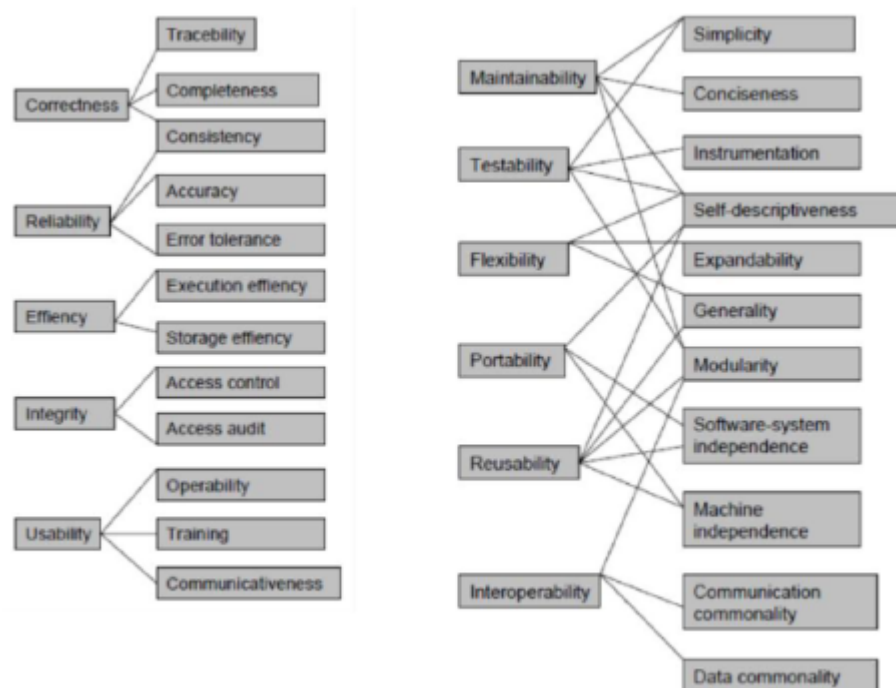 Tracebility
Completeness
Correctness
Consistency
Accuracy
Reliability
Error tolerance
Execution effiency
Effiency
Storage effiency
Access control
Integrity
Access audit
Operability
Usability
Training
Communicativeness
Simplicity
Maintainability
Conciseness
Instrumentation
Testability
Self-descriptiveness
Flexibility
Expandability
Generality
Portability
Modularity
Software-system
independence
Reusability
Machine
independence
Interoperability
Communication
commonality
Data commonality